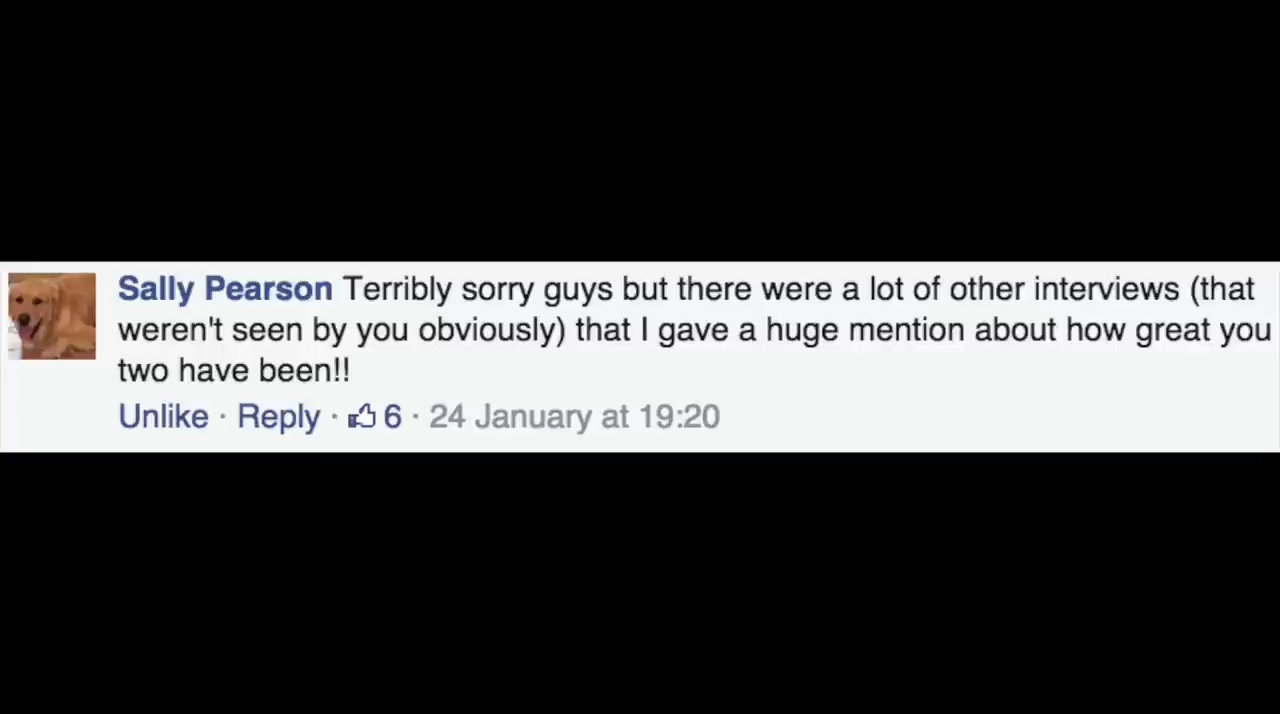 Sally Pearson Terribly sorry guys but there were a lot of other interviews (that
weren't seen by you obviously) that I gave a huge mention about how great you
two have been!!
Unlike · Reply · 6 · 24 January at 19:20